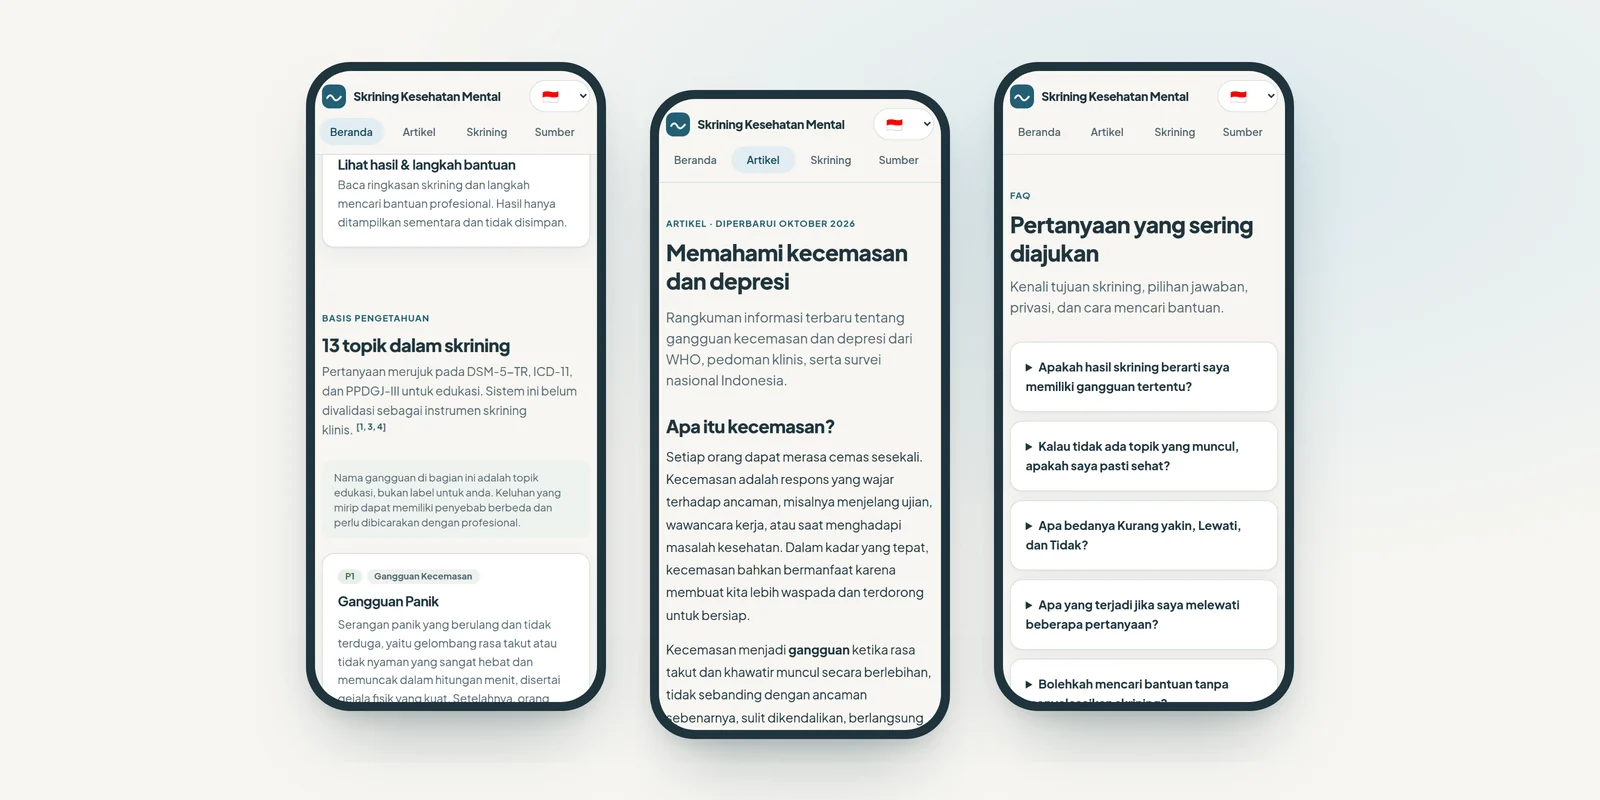 Skrining Kesehatan Mental
Beranda Artikel Skrining Sumber
Lihat hasil & langkah bantuan
Baca ringkasan skrining dan langkah
mencari bantuan profesional. Hasil hanya
ditampilkan sementara dan tidak disimpan.
BASIS PENGETAHUAN
13 topik dalam skrining
Pertanyaan merujuk pada DSM-5-TR, ICD-11,
dan PPDGJ-III untuk edukasi. Sistem ini belum
divalidasi sebagai instrumen skrining
klinis. [1, 3, 4]
Nama gangguan di bagian ini adalah topik
edukasi, bukan label untuk anda. Keluhan yang
mirip dapat memiliki penyebab berbeda dan
perlu dibicarakan dengan profesional.
P1 Gangguan Kecemasan
Gangguan Panik
Serangan panik yang berulang dan tidak
terduga, yaitu gelombang rasa takut atau
tidak nyaman yang sangat hebat dan
memuncak dalam hitungan menit, disertai
gejala fisik yang kuat. Setelahnya, orang
Skrining Kesehatan Mental
Beranda Artikel Skrining Sumber
ARTIKEL · DIPERBARUI OKTOBER 2026
Memahami kecemasan
dan depresi
Rangkuman informasi terbaru tentang
gangguan kecemasan dan depresi dari
WHO, pedoman klinis, serta survei
nasional Indonesia.
Apa itu kecemasan?
Setiap orang dapat merasa cemas sesekali.
Kecemasan adalah respons yang wajar
terhadap ancaman, misalnya menjelang ujian,
wawancara kerja, atau saat menghadapi
masalah kesehatan. Dalam kadar yang tepat,
kecemasan bahkan bermanfaat karena
membuat kita lebih waspada dan terdorong
untuk bersiap.
Kecemasan menjadi gangguan ketika rasa
takut dan khawatir muncul secara berlebihan,
tidak sebanding dengan ancaman
sebenarnya, sulit dikendalikan, berlangsung
Skrining Kesehatan Mental
Beranda Artikel Skrining Sumber
FAQ
Pertanyaan yang sering
diajukan
Kenali tujuan skrining, pilihan jawaban,
privasi, dan cara mencari bantuan.
Apakah hasil skrining berarti saya
memiliki gangguan tertentu?
Kalau tidak ada topik yang muncul,
apakah saya pasti sehat?
Apa bedanya Kurang yakin, Lewati,
dan Tidak?
Apa yang terjadi jika saya melewati
beberapa pertanyaan?
Bolehkah mencari bantuan tanpa
skrining?